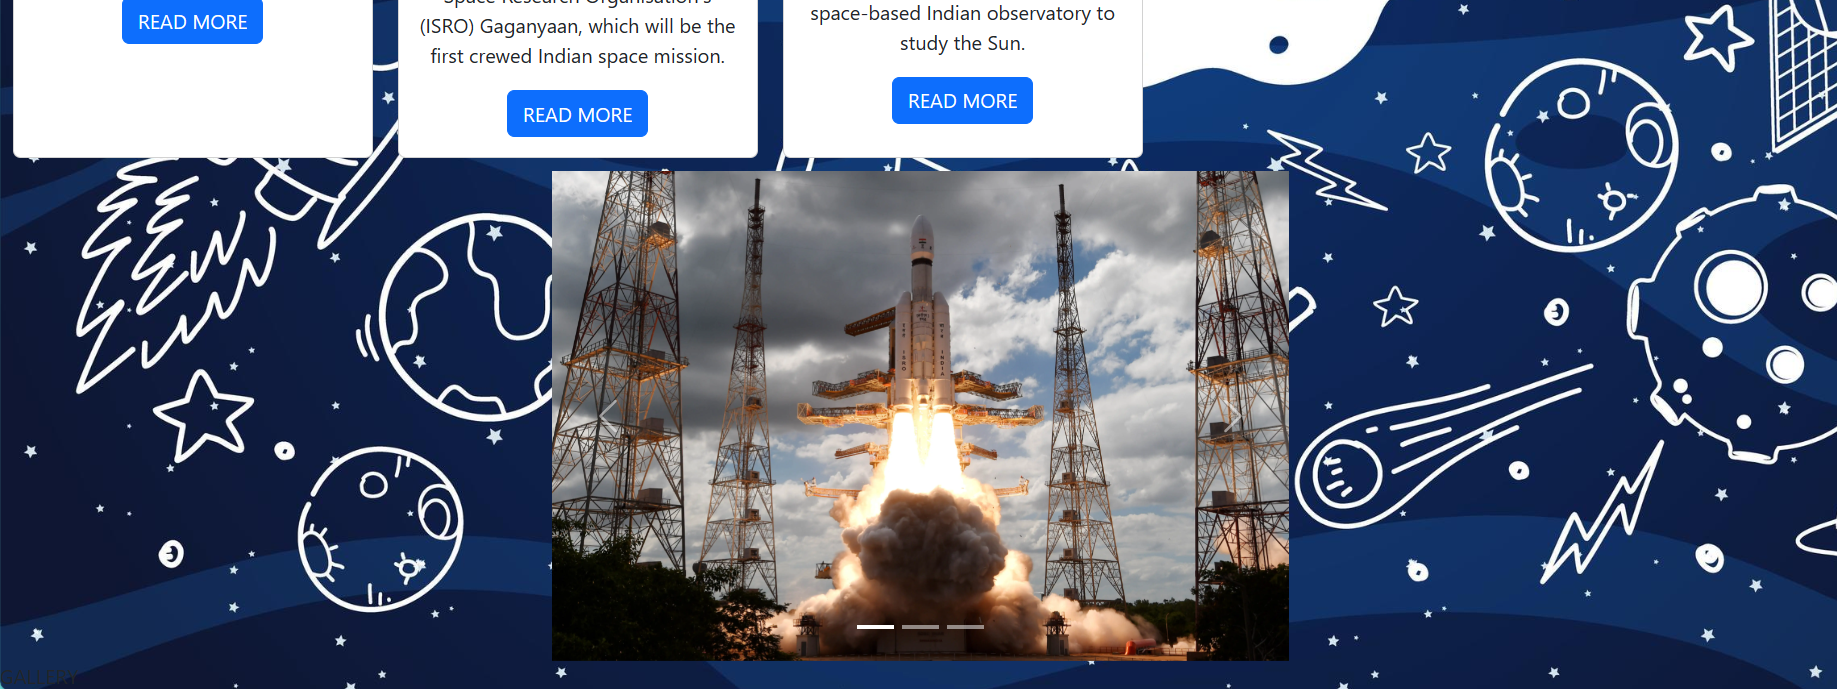 READ MORE
Space Research Organisation's
(ISRO) Gaganyaan, which will be the
first crewed Indian space mission.
READ MORE
space-based Indian observatory to
study the Sun.
READ MORE
GALLERY